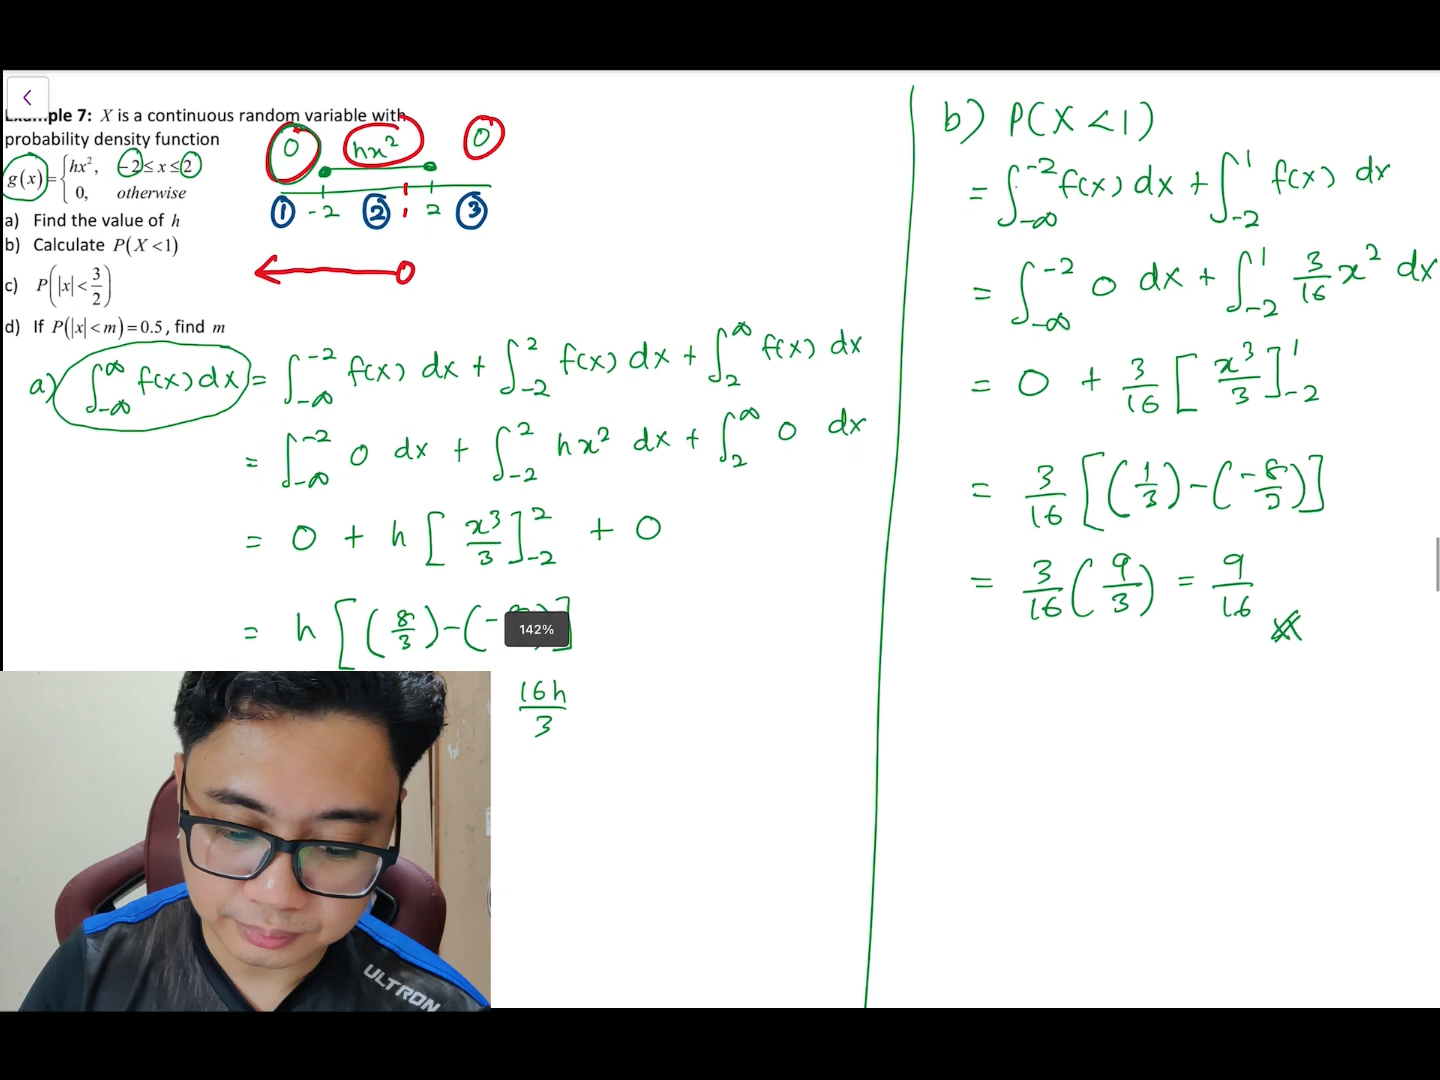 Example 7: X is a continuous random variable with
probability density function
g(x) = { hx², -2 ≤ x ≤ 2
0, otherwise
a) Find the value of h
b) Calculate P(X < 1)
c) P(|x| < 3/2)
d) If P(|x| < m) = 0.5, find m
0 hx² 0
1 -2 2 1 2 3
a) ∫_{-∞}^{∞} f(x) dx = ∫_{-∞}^{-2} f(x) dx + ∫_{-2}^{2} f(x) dx + ∫_{2}^{∞} f(x) dx
= ∫_{-∞}^{-2} 0 dx + ∫_{-2}^{2} hx² dx + ∫_{2}^{∞} 0 dx
= 0 + h [x³/3]_{-2}^{2} + 0
= h [(8/3) - (-
142%
16h/3
b) P(X < 1)
= ∫_{-∞}^{-2} f(x) dx + ∫_{-2}^{1} f(x) dx
= ∫_{-∞}^{-2} 0 dx + ∫_{-2}^{1} 3/16 x² dx
= 0 + 3/16 [x³/3]_{-2}^{1}
= 3/16 [(1/3) - (-8/3)]
= 3/16 (9/3) = 9/16
ULTRON